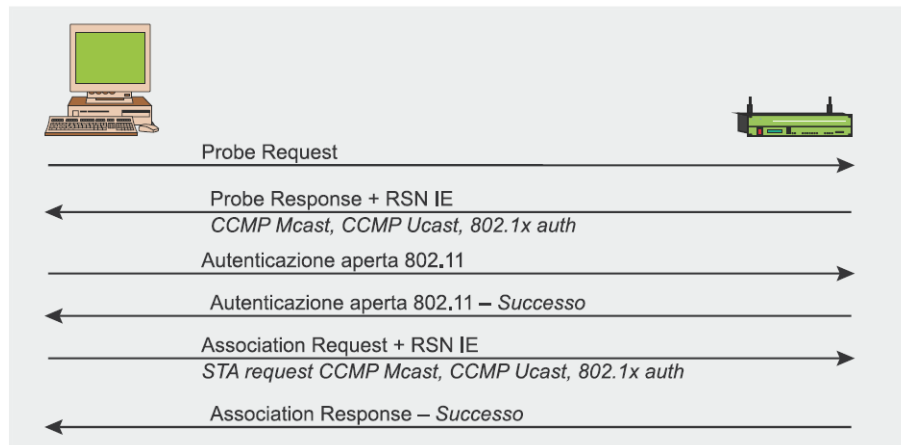 Probe Request
Probe Response + RSN IE
CCMP Mcast, CCMP Ucast, 802.1x auth
Autenticazione aperta 802.11
Autenticazione aperta 802.11 – Successo
Association Request + RSN IE
STA request CCMP Mcast, CCMP Ucast, 802.1x auth
Association Response – Successo